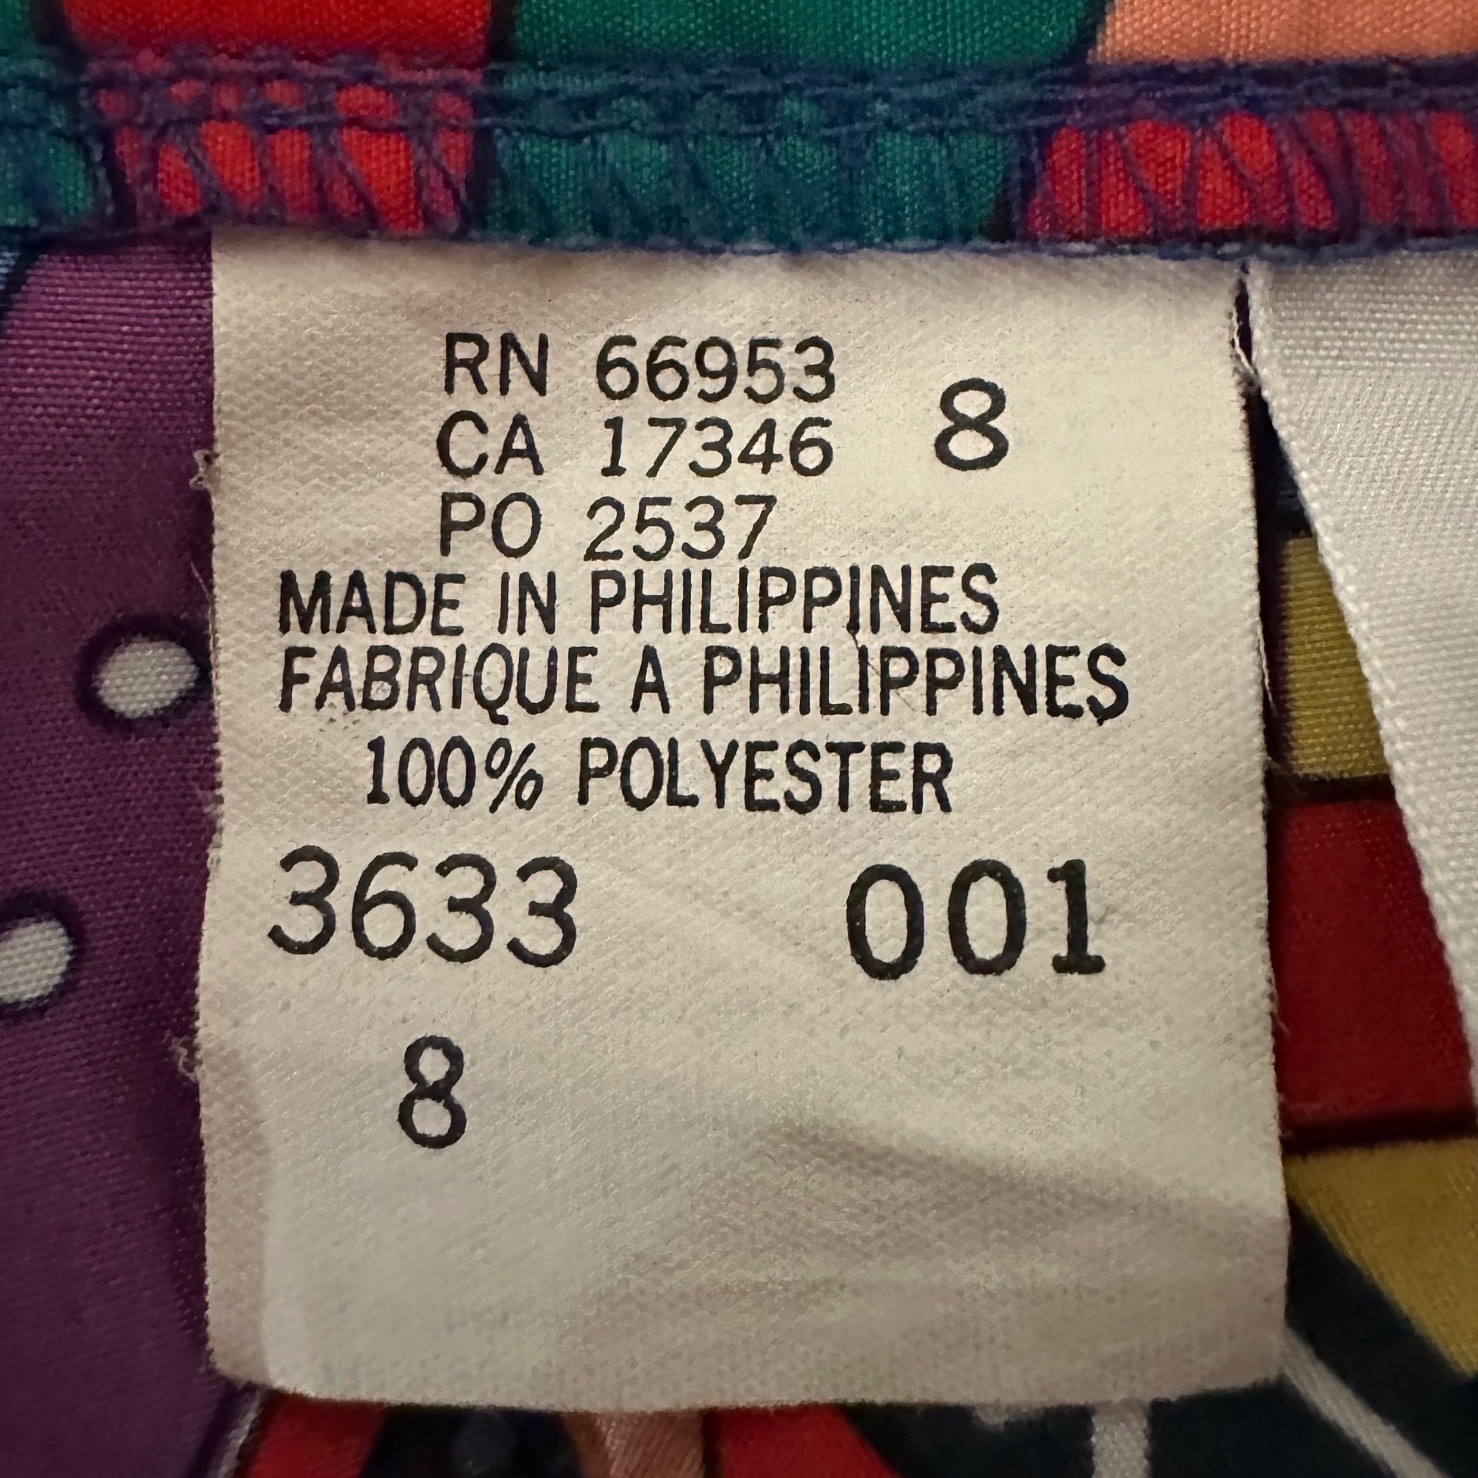 RN 66953
CA 17346 8
PO 2537
MADE IN PHILIPPINES
FABRIQUE A PHILIPPINES
100% POLYESTER
3633 001
8